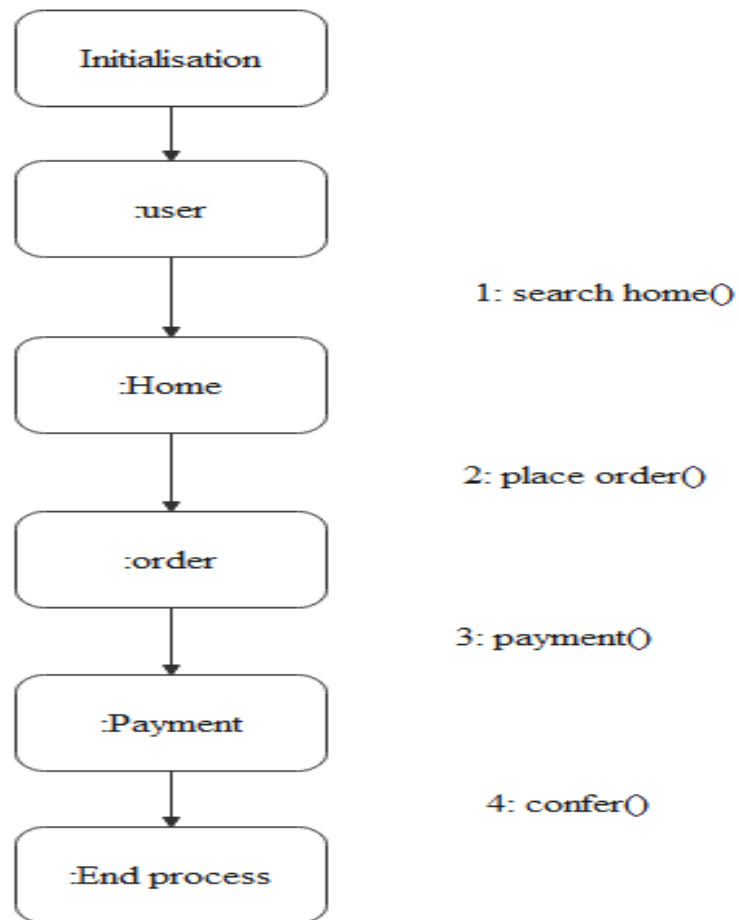 Initialisation
:user
1: search home()
:Home
2: place order()
:order
3: payment()
:Payment
4: confer()
:End process